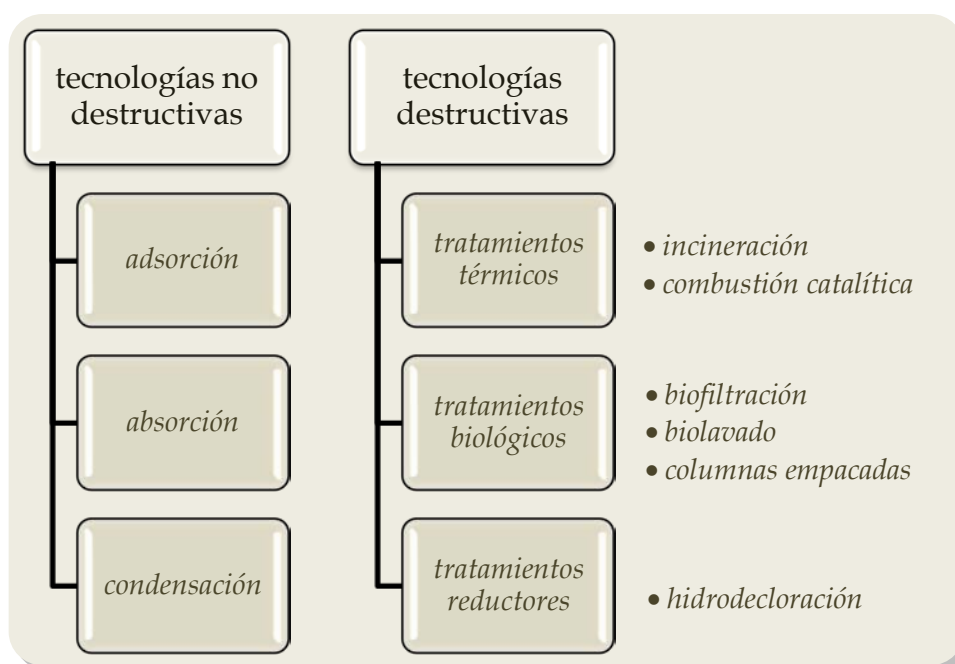 tecnologías no
destructivas
adsorción
absorción
condensación
tecnologías
destructivas
tratamientos
térmicos
• incineración
• combustión catalítica
tratamientos
biológicos
• biofiltración
• biolavado
• columnas empacadas
tratamientos
reductores
• hidrodecloración